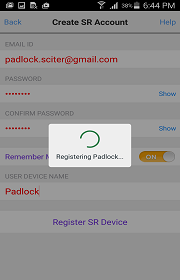 38% 6:44 PM
Back Create SR Account Help
EMAIL ID
padlock.sciter@gmail.com
PASSWORD
•••••••• Show
CONFIRM PASSWORD
•••••••• Show
Registering Padlock...
Remember M ON
USER DEVICE NAME
Padlock
Register SR Device